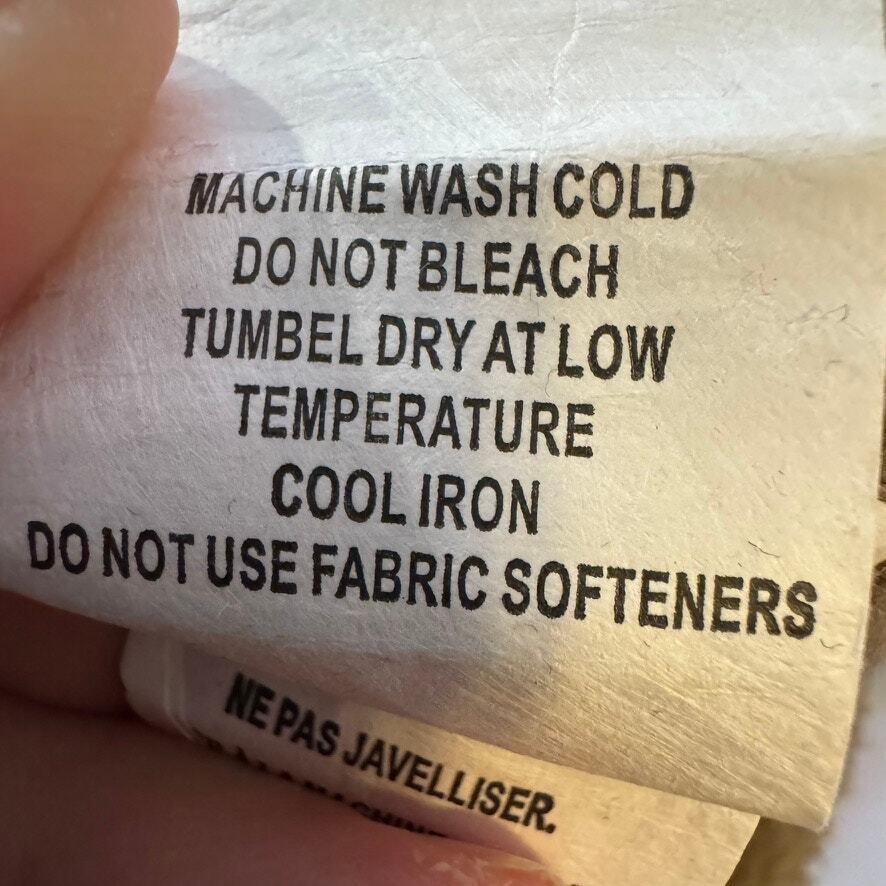 MACHINE WASH COLD
DO NOT BLEACH
TUMBEL DRY AT LOW
TEMPERATURE
COOL IRON
DO NOT USE FABRIC SOFTENERS
NE PAS JAVELLISER.